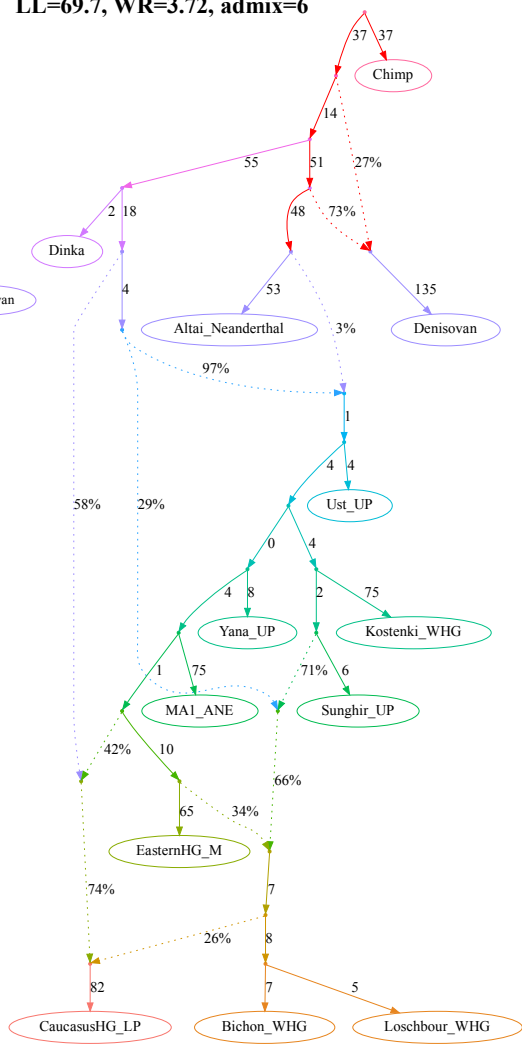 LL=69.7, WR=3.72, admix=6
37 37
Chimp
14
55 51 27%
2 18 48 73%
Dinka
4 53 135
an
Altai_Neanderthal 3% Denisovan
97%
1
4 4
58% 29% Ust_UP
0 4
4 8 2 75
Yana_UP Kostenki_WHG
1 75 71% 6
MA1_ANE Sunghir_UP
42% 10 66%
65 34%
EasternHG_M
74% 7
26% 8
82 7 5
CaucasusHG_LP Bichon_WHG Loschbour_WHG